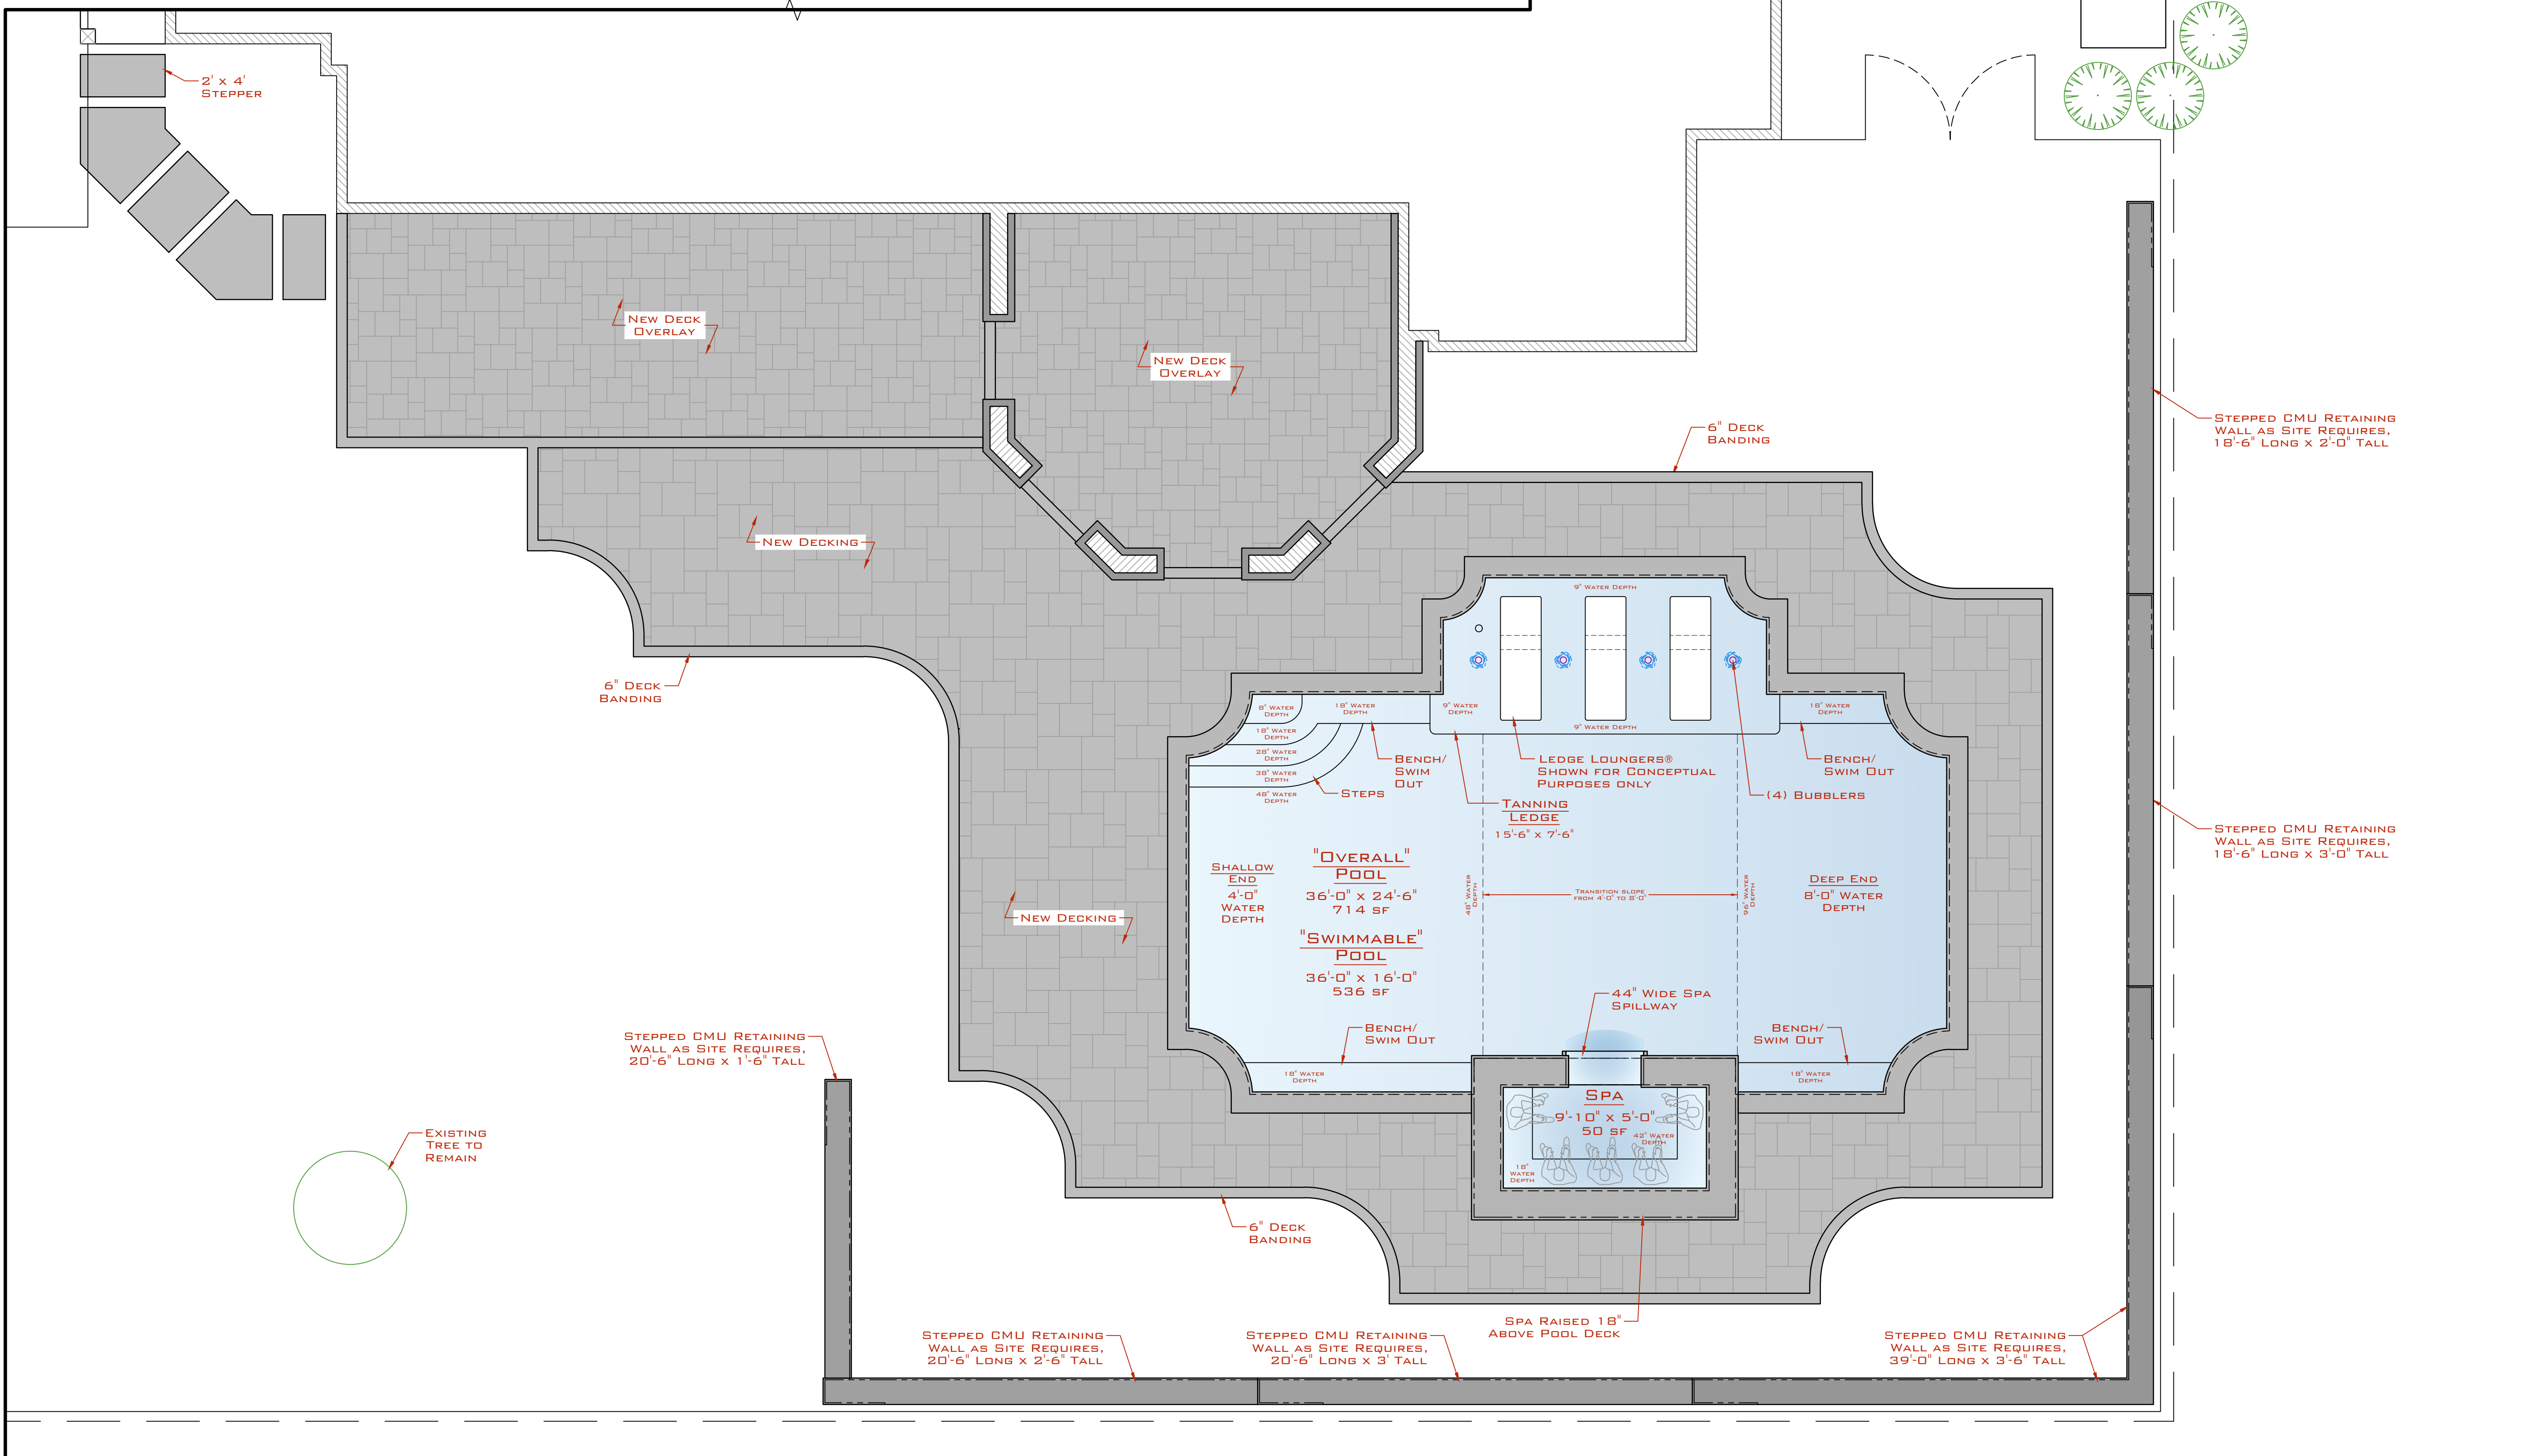 2' x 4'
Stepper
New Deck
Overlay
New Deck
Overlay
6" Deck
Banding
Stepped CMU Retaining
Wall as Site Requires,
18'-6" Long x 2'-0" Tall
New Decking
6" Deck
Banding
9" Water Depth
8" Water
Depth
18" Water
Depth
9" Water
Depth
18" Water
Depth
9" Water Depth
18" Water
Depth
28" Water
Depth
38" Water
Depth
48" Water
Depth
Steps
Bench/
Swim
Out
Ledge Loungers®
Shown for Conceptual
Purposes Only
Bench/
Swim Out
(4) Bubblers
Tanning
Ledge
15'-6" x 7'-6"
Stepped CMU Retaining
Wall as Site Requires,
18'-6" Long x 3'-0" Tall
Shallow
End
4'-0"
Water
Depth
"Overall"
Pool
36'-0" x 24'-6"
714 sf
"Swimmable"
Pool
36'-0" x 16'-0"
536 sf
48" Water
Depth
Transition slope
from 4'-0" to 8'-0"
96" Water
Depth
Deep End
8'-0" Water
Depth
New Decking
44" Wide Spa
Spillway
Bench/
Swim Out
Bench/
Swim Out
18" Water
Depth
18" Water
Depth
Spa
9'-10" x 5'-0"
50 sf
42" Water
Depth
18"
Water
Depth
Stepped CMU Retaining
Wall as Site Requires,
20'-6" Long x 1'-6" Tall
Existing
Tree to
Remain
6" Deck
Banding
Spa Raised 18"
Above Pool Deck
Stepped CMU Retaining
Wall as Site Requires,
20'-6" Long x 2'-6" Tall
Stepped CMU Retaining
Wall as Site Requires,
20'-6" Long x 3' Tall
Stepped CMU Retaining
Wall as Site Requires,
39'-0" Long x 3'-6" Tall